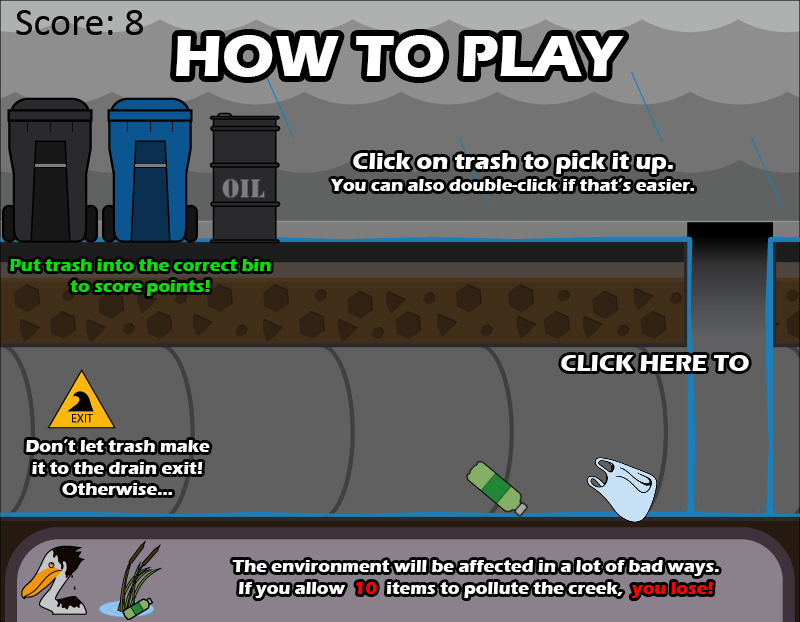 Score: 8
HOW TO PLAY
Click on trash to pick it up.
You can also double-click if that's easier.
OIL
Put trash into the correct bin
to score points!
CLICK HERE TO
EXIT
Don't let trash make
it to the drain exit!
Otherwise...
The environment will be affected in a lot of bad ways.
If you allow 10 items to pollute the creek, you lose!